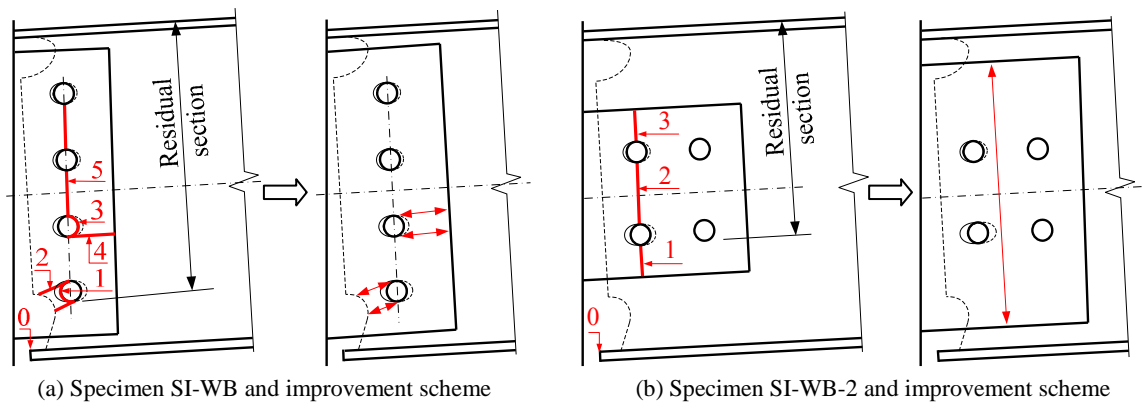 Residual
section
5
3
4
2
1
0
Residual
section
3
2
1
0
(a) Specimen SI-WB and improvement scheme
(b) Specimen SI-WB-2 and improvement scheme